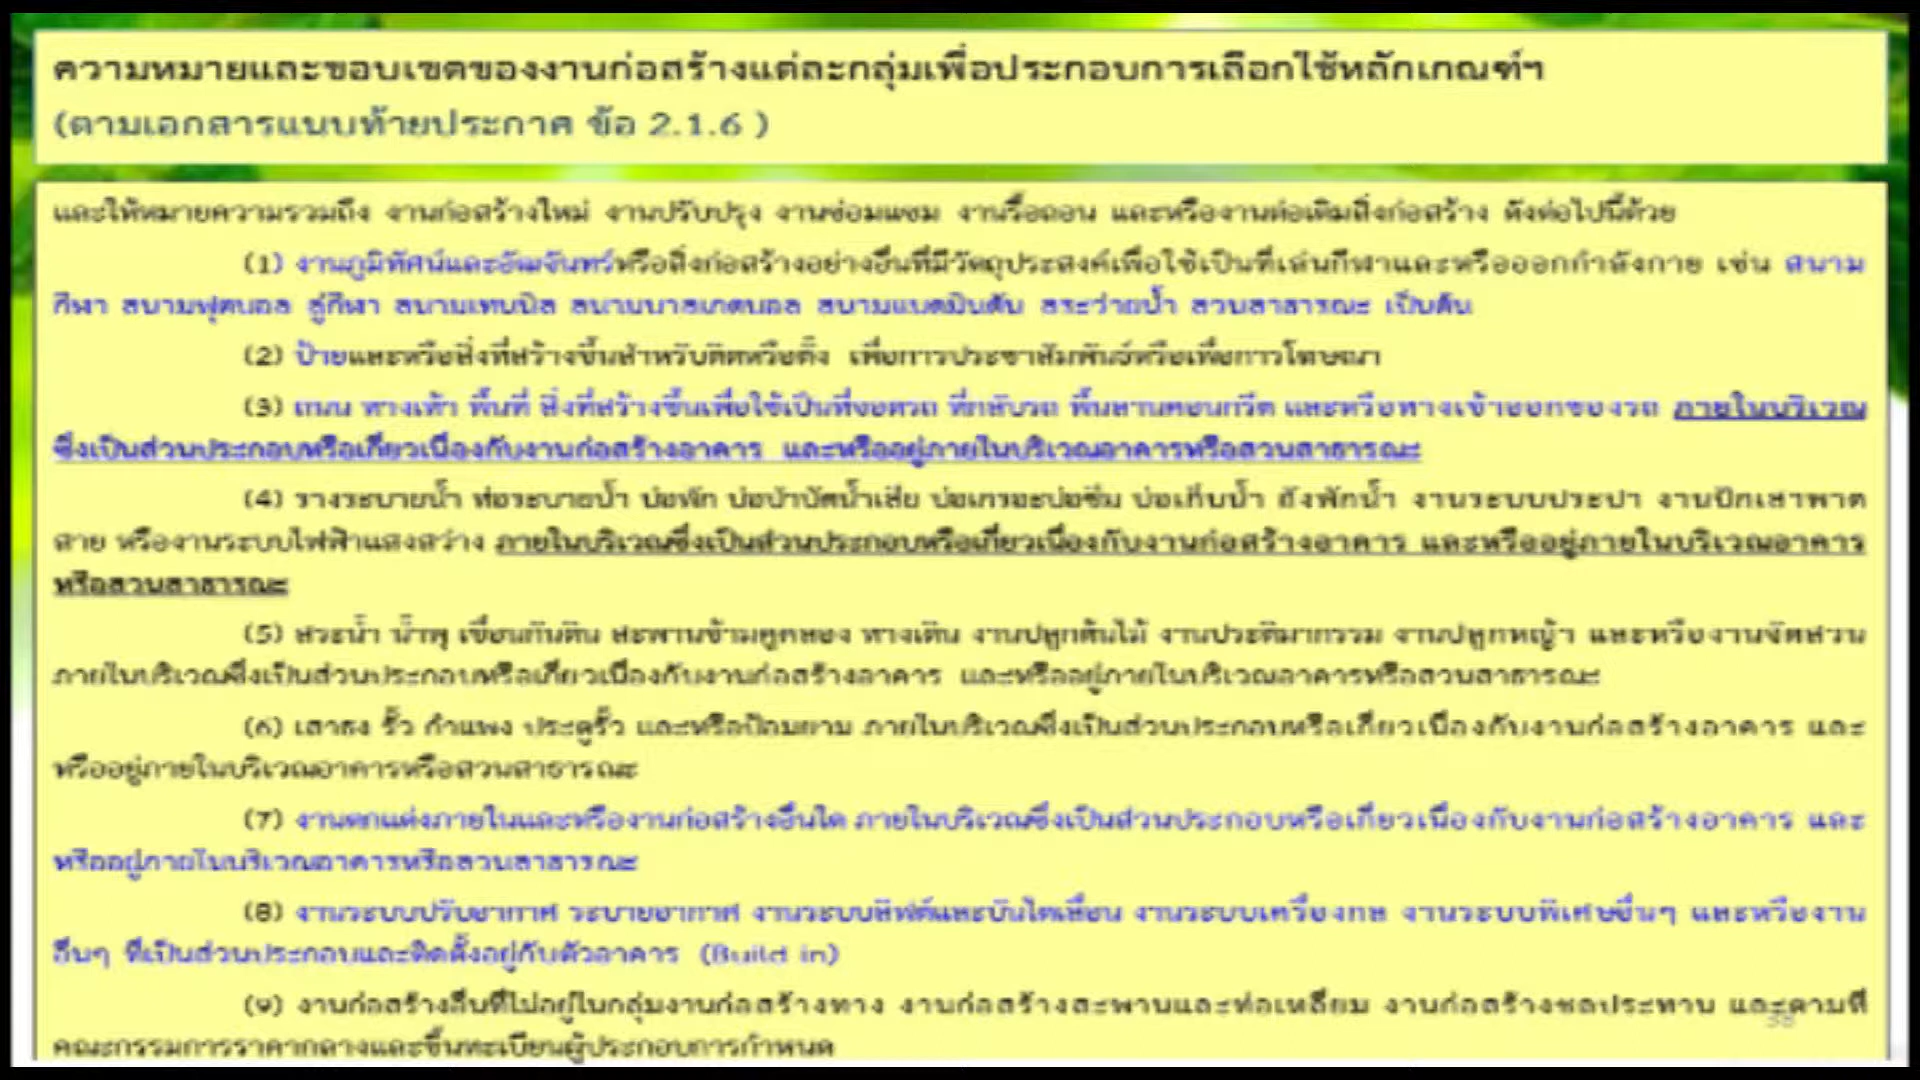 ความหมายและขอบเขตของงานก่อสร้างแต่ละกลุ่มเพื่อประกอบการเลือกใช้หลักเกณฑ์ฯ
(ตามเอกสารแนบท้ายประกาศ ข้อ 2.1.6 )
และให้หมายความรวมถึง งานก่อสร้างใหม่ งานปรับปรุง งานซ่อมแซม งานรื้อถอน และหรืองานต่อเติมสิ่งก่อสร้าง ดังต่อไปนี้ด้วย
(1) งานภูมิทัศน์และอัฒจันทร์หรือสิ่งก่อสร้างอย่างอื่นที่มีวัตถุประสงค์เพื่อใช้เป็นที่เล่นกีฬาและหรือออกกำลังกาย เช่น สนาม
กีฬา สนามฟุตบอล ลู่กีฬา สนามเทนนิส สนามบาสเกตบอล สนามแบดมินตัน สระว่ายน้ำ สวนสาธารณะ เป็นต้น
(2) ป้ายและหรือสิ่งที่สร้างขึ้นสำหรับติดหรือตั้ง เพื่อการประชาสัมพันธ์หรือเพื่อการโฆษณา
(3) ถนน ทางเท้า พื้นที่ สิ่งที่สร้างขึ้นเพื่อใช้เป็นที่จอดรถ ที่กลับรถ พื้นลานคอนกรีต และหรือทางเข้าออกของรถ ภายในบริเวณ
ซึ่งเป็นส่วนประกอบหรือเกี่ยวเนื่องกับงานก่อสร้างอาคาร และหรืออยู่ภายในบริเวณอาคารหรือสวนสาธารณะ
(4) รางระบายน้ำ ท่อระบายน้ำ บ่อพัก บ่อบำบัดน้ำเสีย บ่อเกรอะบ่อซึม บ่อเก็บน้ำ ถังพักน้ำ งานระบบประปา งานปักเสาพาด
สาย หรืองานระบบไฟฟ้าแสงสว่าง ภายในบริเวณซึ่งเป็นส่วนประกอบหรือเกี่ยวเนื่องกับงานก่อสร้างอาคาร และหรืออยู่ภายในบริเวณอาคาร
หรือสวนสาธารณะ
(5) สระน้ำ น้ำพุ เขื่อนกันดิน สะพานข้ามคูคลอง ทางเดิน งานปลูกต้นไม้ งานประติมากรรม งานปลูกหญ้า และหรืองานจัดสวน
ภายในบริเวณซึ่งเป็นส่วนประกอบหรือเกี่ยวเนื่องกับงานก่อสร้างอาคาร และหรืออยู่ภายในบริเวณอาคารหรือสวนสาธารณะ
(6) เสาธง รั้ว กำแพง ประตูรั้ว และหรือป้อมยาม ภายในบริเวณซึ่งเป็นส่วนประกอบหรือเกี่ยวเนื่องกับงานก่อสร้างอาคาร และ
หรืออยู่ภายในบริเวณอาคารหรือสวนสาธารณะ
(7) งานตกแต่งภายในและหรืองานก่อสร้างอื่นใด ภายในบริเวณซึ่งเป็นส่วนประกอบหรือเกี่ยวเนื่องกับงานก่อสร้างอาคาร และ
หรืออยู่ภายในบริเวณอาคารหรือสวนสาธารณะ
(8) งานระบบปรับอากาศ ระบายอากาศ งานระบบลิฟต์และบันไดเลื่อน งานระบบเครื่องกล งานระบบพิเศษอื่นๆ และหรืองาน
อื่นๆ ที่เป็นส่วนประกอบและติดตั้งอยู่กับตัวอาคาร (Build in)
(9) งานก่อสร้างอื่นที่ไม่อยู่ในกลุ่มงานก่อสร้างทาง งานก่อสร้างสะพานและท่อเหลี่ยม งานก่อสร้างชลประทาน และตามที่
คณะกรรมการราคากลางและขึ้นทะเบียนผู้ประกอบการกำหนด